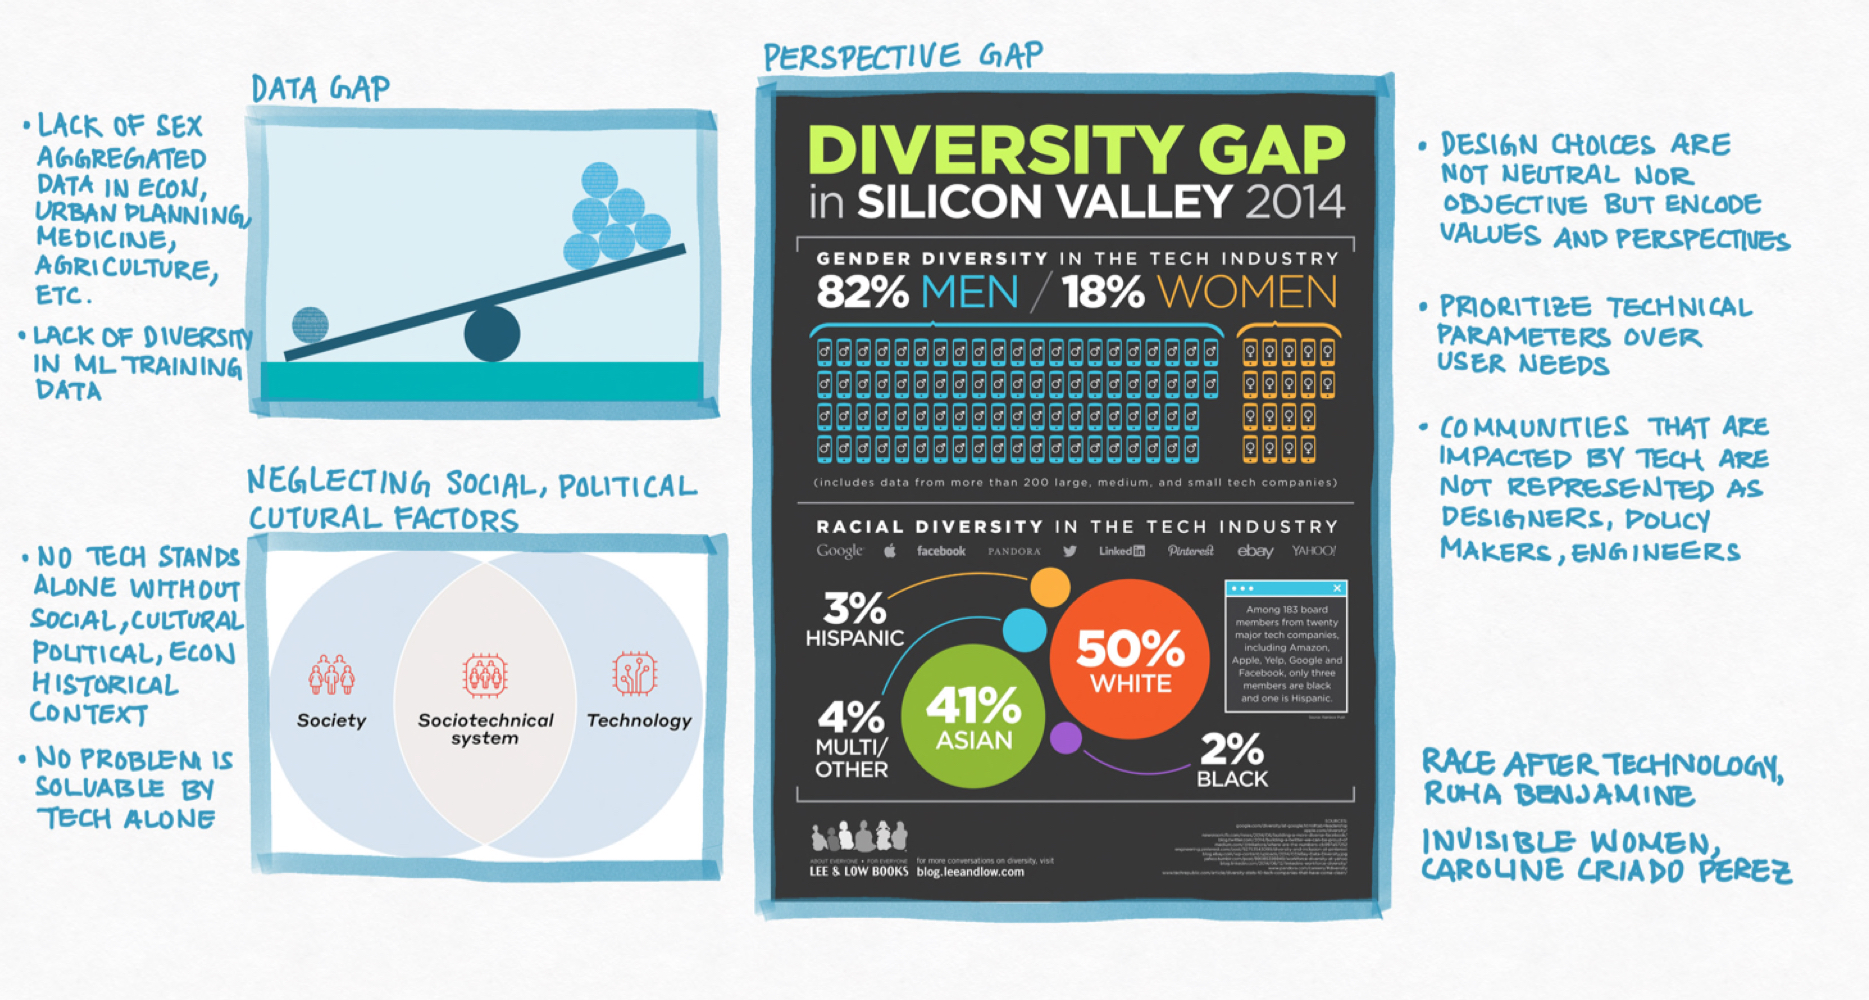 DATA GAP
• LACK OF SEX
AGGREGATED
DATA IN ECON,
URBAN PLANNING,
MEDICINE,
AGRICULTURE,
ETC.
• LACK OF DIVERSITY
IN ML TRAINING
DATA
NEGLECTING SOCIAL, POLITICAL
CUTURAL FACTORS
• NO TECH STANDS
ALONE WITHOUT
SOCIAL, CULTURAL
POLITICAL, ECON
HISTORICAL
CONTEXT
• NO PROBLEM IS
SOLUABLE BY
TECH ALONE
Society
Sociotechnical
system
Technology
PERSPECTIVE GAP
DIVERSITY GAP
in SILICON VALLEY 2014
GENDER DIVERSITY IN THE TECH INDUSTRY
82% MEN / 18% WOMEN
(includes data from more than 200 large, medium, and small tech companies)
RACIAL DIVERSITY IN THE TECH INDUSTRY
Google facebook PANDORA Linked in Pinterest ebay YAHOO!
3%
HISPANIC
4%
MULTI/
OTHER
41%
ASIAN
50%
WHITE
2%
BLACK
Among 183 board
members from twenty
major tech companies,
including Amazon,
Apple, Yelp, Google and
Facebook, only three
members are black
and one is Hispanic.
ABOUT EVERYONE • FOR EVERYONE
LEE & LOW BOOKS
for more conversations on diversity, visit
blog.leeandlow.com
SOURCES:
• DESIGN CHOICES ARE
NOT NEUTRAL NOR
OBJECTIVE BUT ENCODE
VALUES AND PERSPECTIVES
• PRIORITIZE TECHNICAL
PARAMETERS OVER
USER NEEDS
• COMMUNITIES THAT ARE
IMPACTED BY TECH ARE
NOT REPRESENTED AS
DESIGNERS, POLICY
MAKERS, ENGINEERS
RACE AFTER TECHNOLOGY,
RUHA BENJAMINE
INVISIBLE WOMEN,
CAROLINE CRIADO PEREZ